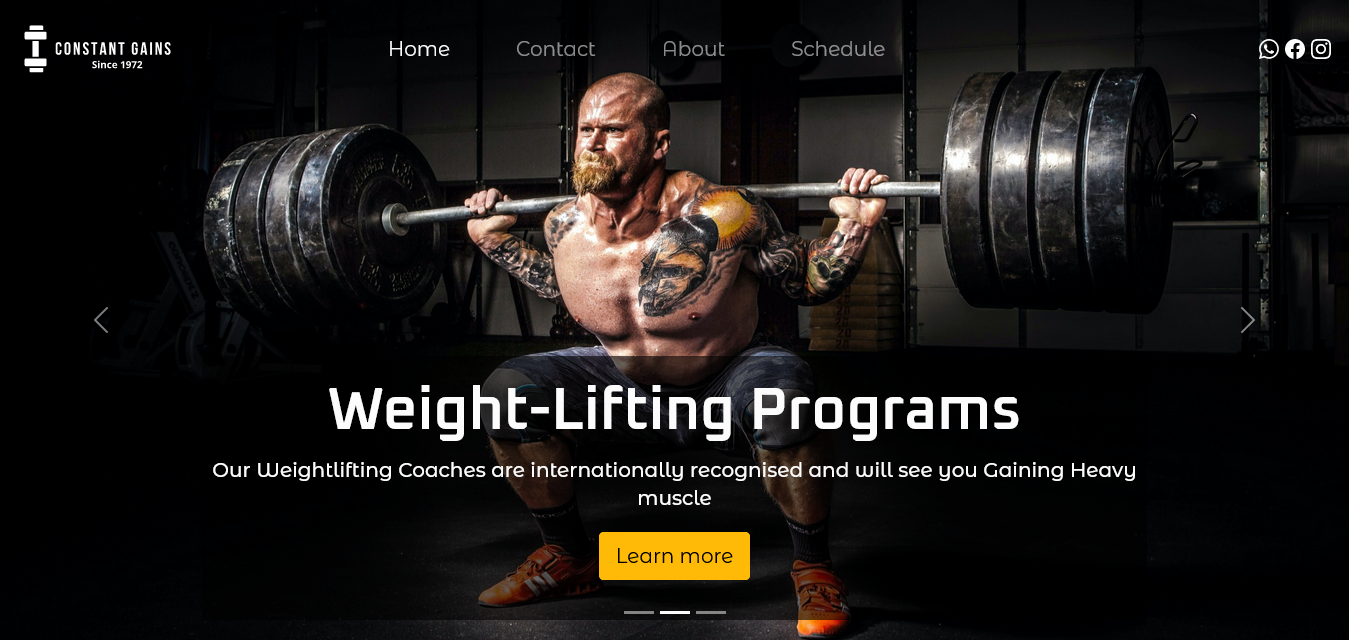 CONSTANT GAINS
Since 1972
Home Contact About Schedule
Weight-Lifting Programs
Our Weightlifting Coaches are internationally recognised and will see you Gaining Heavy
muscle
Learn more